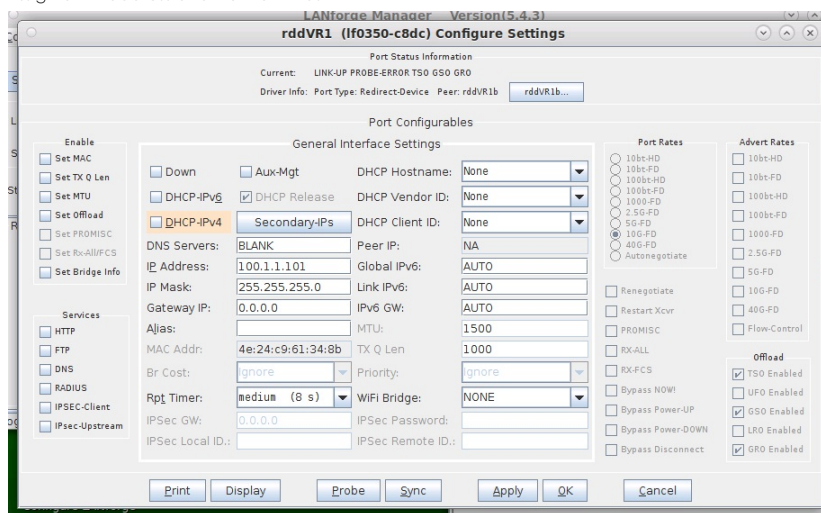 LANforge Manager Version(5.4.3)
rddVR1 (lf0350-c8dc) Configure Settings
Port Status Information
Current: LINK-UP PROBE-ERROR TSO GSO GRO
Driver Info: Port Type: Redirect-Device Peer: rddVR1b rddVR1b...
Port Configurables
Enable
Set MAC
Set TX Q Len
Set MTU
Set Offload
Set PROMISC
Set Rx-All/FCS
Set Bridge Info
Services
HTTP
FTP
DNS
RADIUS
IPSEC-Client
IPsec-Upstream
General Interface Settings
Down Aux-Mgt DHCP Hostname: None
DHCP-IPv6 DHCP Release DHCP Vendor ID: None
DHCP-IPv4 Secondary-IPs DHCP Client ID: None
DNS Servers: BLANK Peer IP: NA
IP Address: 100.1.1.101 Global IPv6: AUTO
IP Mask: 255.255.255.0 Link IPv6: AUTO
Gateway IP: 0.0.0.0 IPv6 GW: AUTO
Alias: MTU: 1500
MAC Addr: 4e:24:c9:61:34:8b TX Q Len 1000
Br Cost: Ignore Priority: Ignore
Rpt Timer: medium (8 s) WiFi Bridge: NONE
IPSec GW: 0.0.0.0 IPSec Password:
IPSec Local ID.: IPSec Remote ID.:
Port Rates
10bt-HD
10bt-FD
100bt-HD
100bt-FD
1000-FD
2.5G-FD
5G-FD
10G-FD
40G-FD
Autonegotiate
Renegotiate
Restart Xcvr
PROMISC
RX-ALL
RX-FCS
Bypass NOW!
Bypass Power-UP
Bypass Power-DOWN
Bypass Disconnect
Advert Rates
10bt-HD
10bt-FD
100bt-HD
100bt-FD
1000-FD
2.5G-FD
5G-FD
10G-FD
40G-FD
Flow-Control
Offload
TSO Enabled
UFO Enabled
GSO Enabled
LRO Enabled
GRO Enabled
Print Display Probe Sync Apply OK Cancel